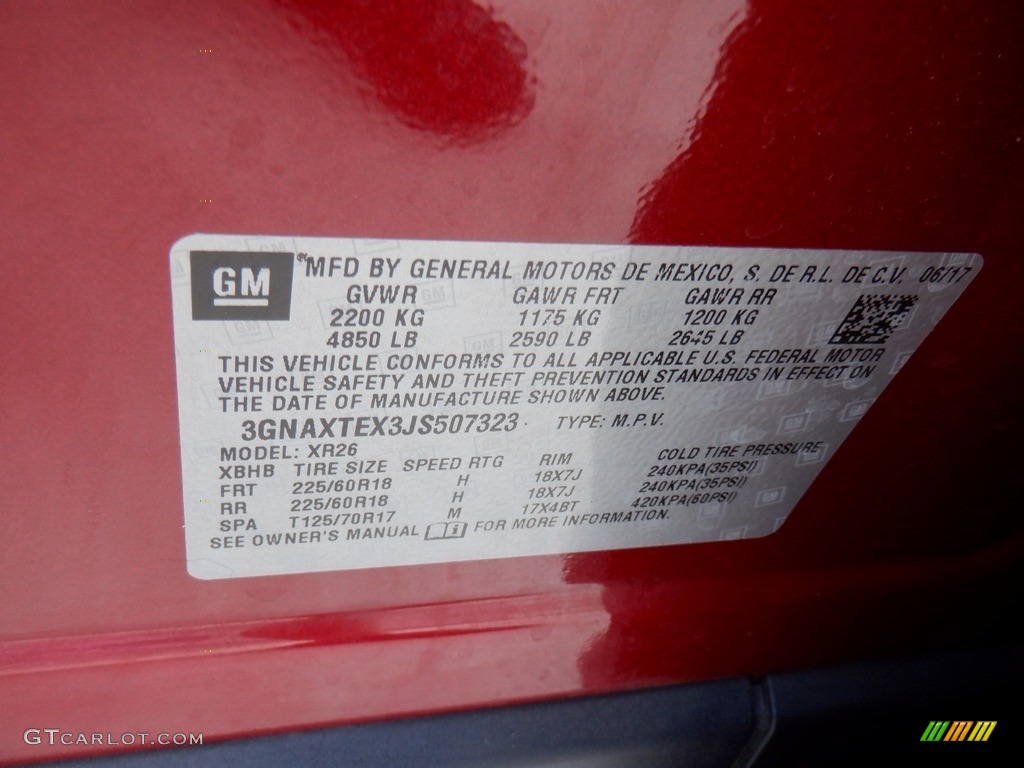 GM ® MFD BY GENERAL MOTORS DE MEXICO, S. DE R.L. DE C.V. 06/17
GVWR GAWR FRT GAWR RR
2200 KG 1175 KG 1200 KG
4850 LB 2590 LB 2645 LB
THIS VEHICLE CONFORMS TO ALL APPLICABLE U.S. FEDERAL MOTOR
VEHICLE SAFETY AND THEFT PREVENTION STANDARDS IN EFFECT ON
THE DATE OF MANUFACTURE SHOWN ABOVE.
3GNAXTEX3JS507323 TYPE: M.P.V.
MODEL: XR26
XBHB TIRE SIZE SPEED RTG RIM COLD TIRE PRESSURE
FRT 225/60R18 H 18X7J 240KPA(35PSI)
RR 225/60R18 H 18X7J 240KPA(35PSI)
SPA T125/70R17 M 17X4BT 420KPA(60PSI)
SEE OWNER'S MANUAL i FOR MORE INFORMATION.
GTCARLOT.COM